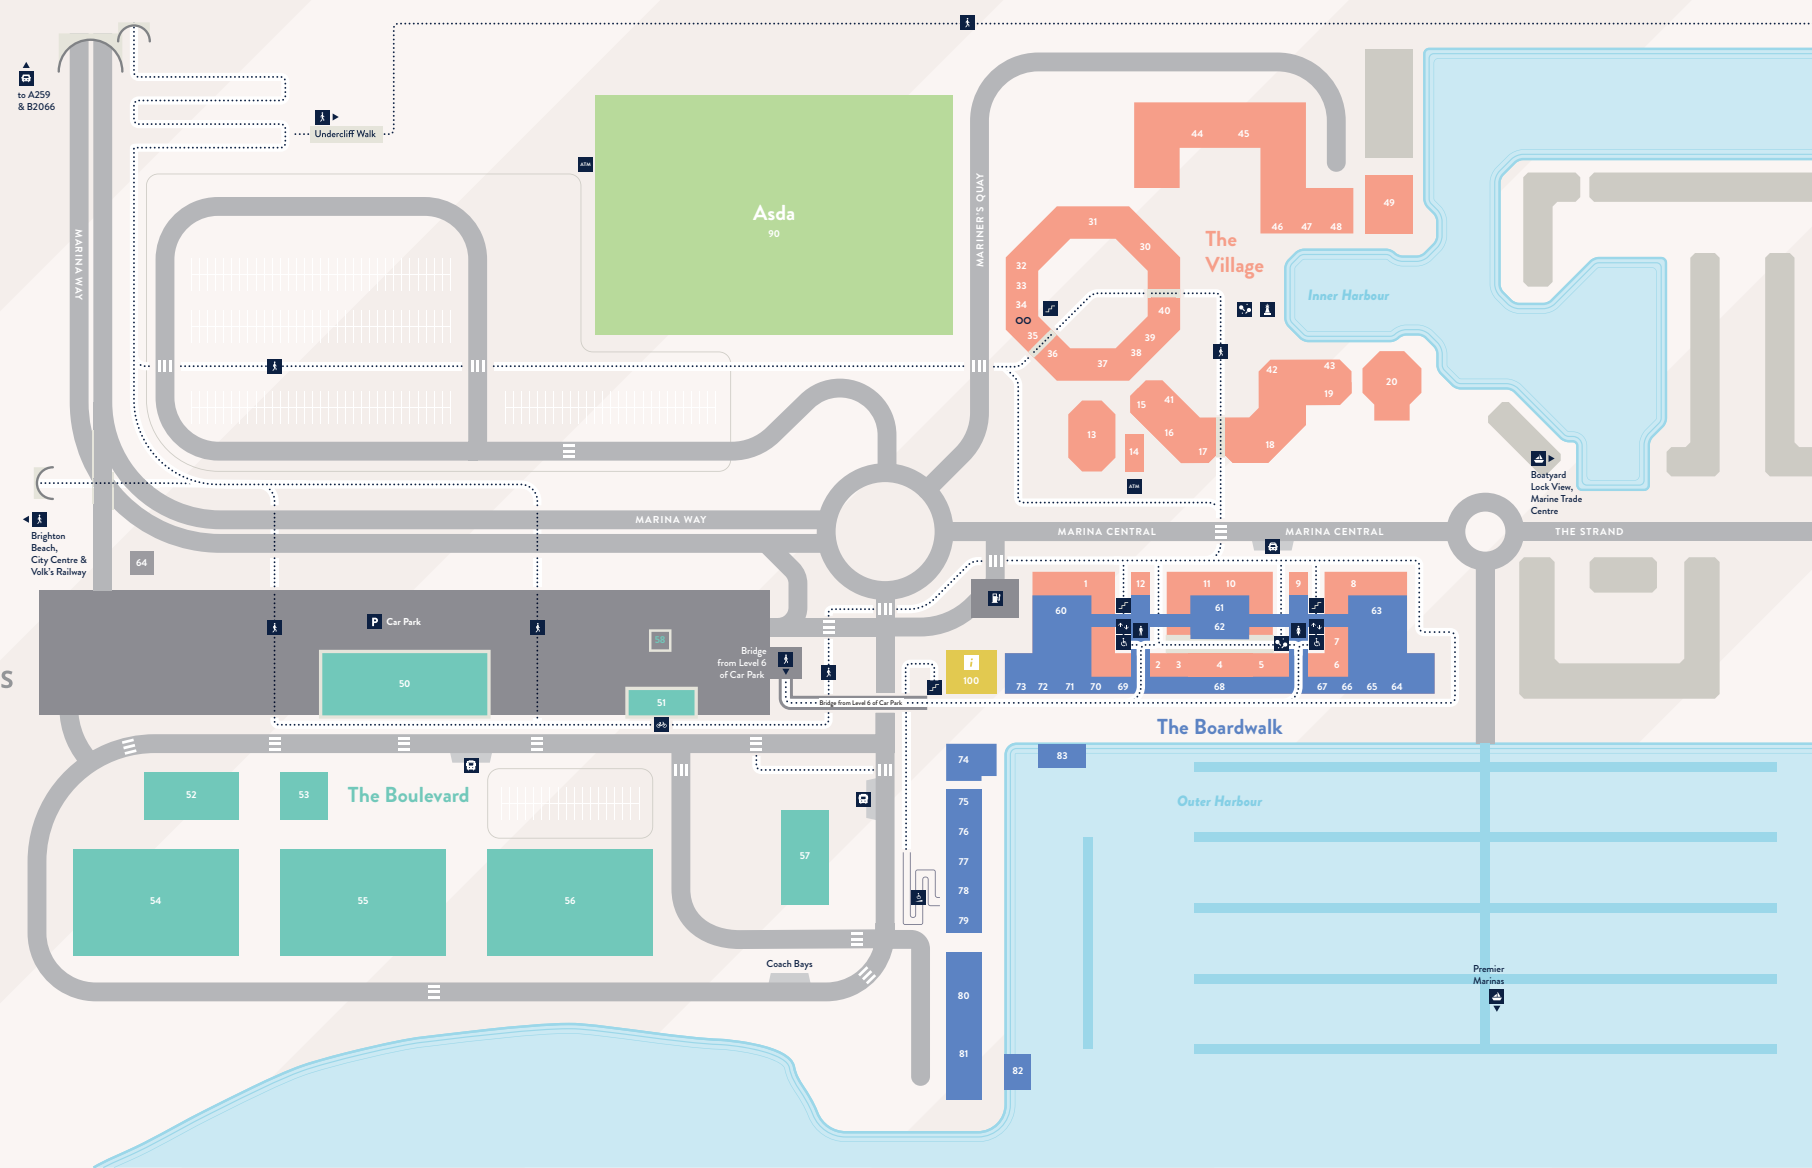 to A259
& B2066
Undercliff Walk
ATM
MARINA WAY
Asda
90
MARINER'S QUAY
44
45
46
47
48
49
31
30
32
33
34
35
36
37
38
39
40
The
Village
Inner Harbour
42
43
19
20
15
41
16
17
18
13
14
ATM
Boatyard
Lock View,
Marine Trade
Centre
Brighton
Beach,
City Centre &
Volk's Railway
64
MARINA WAY
MARINA CENTRAL
MARINA CENTRAL
THE STRAND
P
Car Park
58
50
51
Bridge
from Level 6
of Car Park
Bridge from Level 6 of Car Park
i
100
1
12
11
10
9
8
60
61
62
63
7
6
2
3
4
5
73
72
71
70
69
68
67
66
65
64
The Boardwalk
52
53
The Boulevard
54
55
56
57
74
75
76
77
78
79
80
81
82
83
Outer Harbour
Coach Bays
Premier
Marinas
S